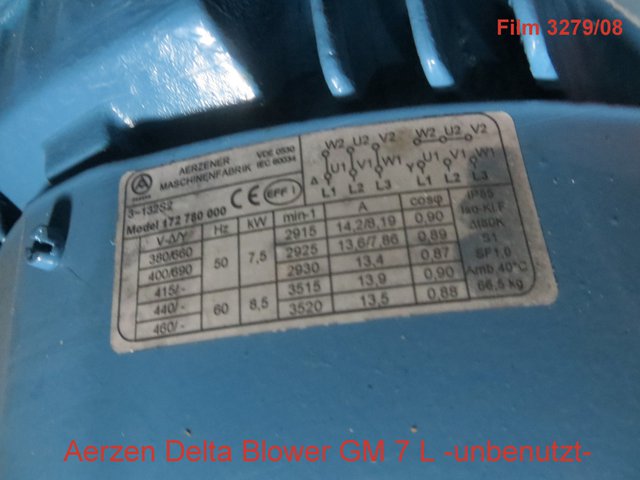 Film 3279/08
AERZENER
MASCHINENFABRIK
VDE 0530
IEC 60034
3~132S2
Model 172 780 000
CE EFF 1
W2 U2 V2
U1 V1 W1
Δ L1 L2 L3
W2 U2 V2
U1 V1 W1
Y L1 L2 L3
V-Δ/Y Hz kW min-1 A cosφ
380/660 50 7,5 2915 14,2/8,19 0,90
400/690 2925 13,6/7,86 0,89
415/- 2930 13,4 0,87
440/- 60 8,5 3515 13,9 0,90
460/- 3520 13,5 0,88
IP55
Iso-Kl.F
Δt80K
S1
SF1.0
Amb.40°C
66,5 kg
Aerzen Delta Blower GM 7 L -unbenutzt-